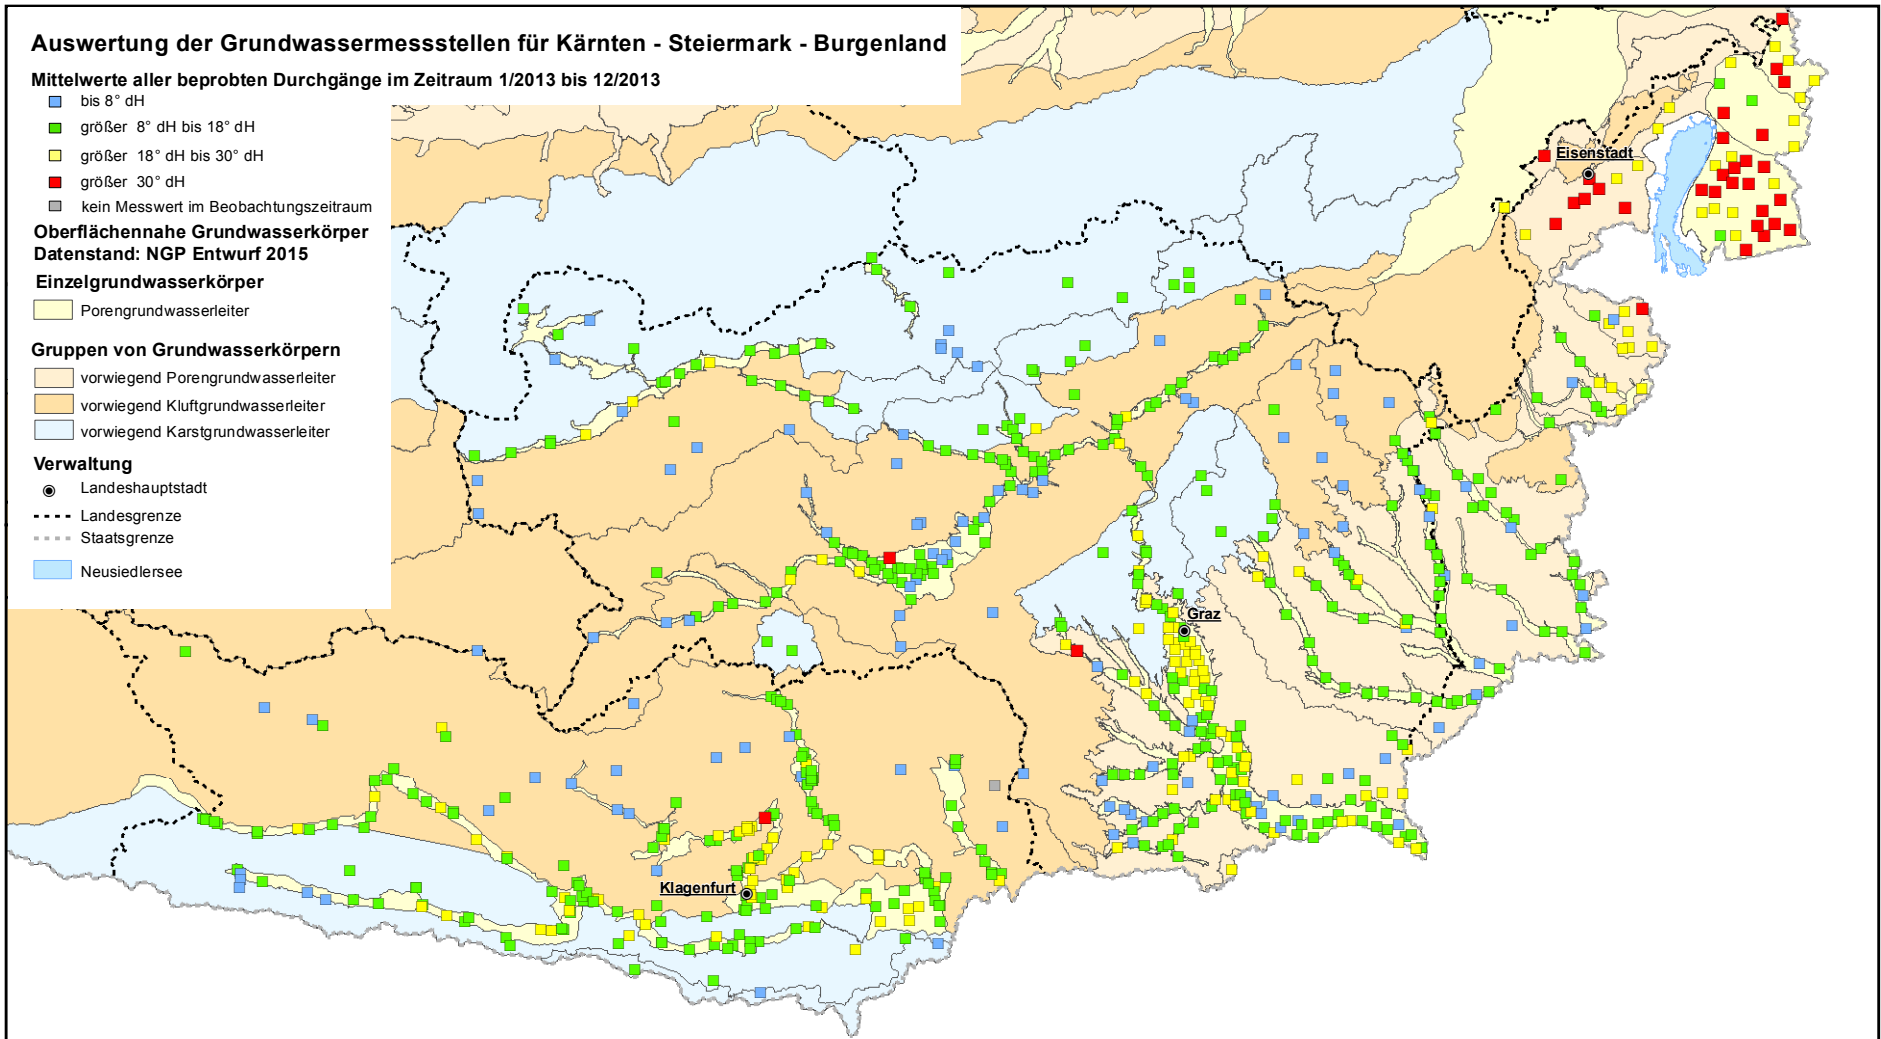 Auswertung der Grundwassermessstellen für Kärnten - Steiermark - Burgenland
Mittelwerte aller beprobten Durchgänge im Zeitraum 1/2013 bis 12/2013
bis 8° dH
größer 8° dH bis 18° dH
größer 18° dH bis 30° dH
größer 30° dH
kein Messwert im Beobachtungszeitraum
Oberflächennahe Grundwasserkörper
Datenstand: NGP Entwurf 2015
Einzelgrundwasserkörper
Porengrundwasserleiter
Gruppen von Grundwasserkörpern
vorwiegend Porengrundwasserleiter
vorwiegend Kluftgrundwasserleiter
vorwiegend Karstgrundwasserleiter
Verwaltung
Landeshauptstadt
Landesgrenze
Staatsgrenze
Neusiedlersee
Eisenstadt
Graz
Klagenfurt